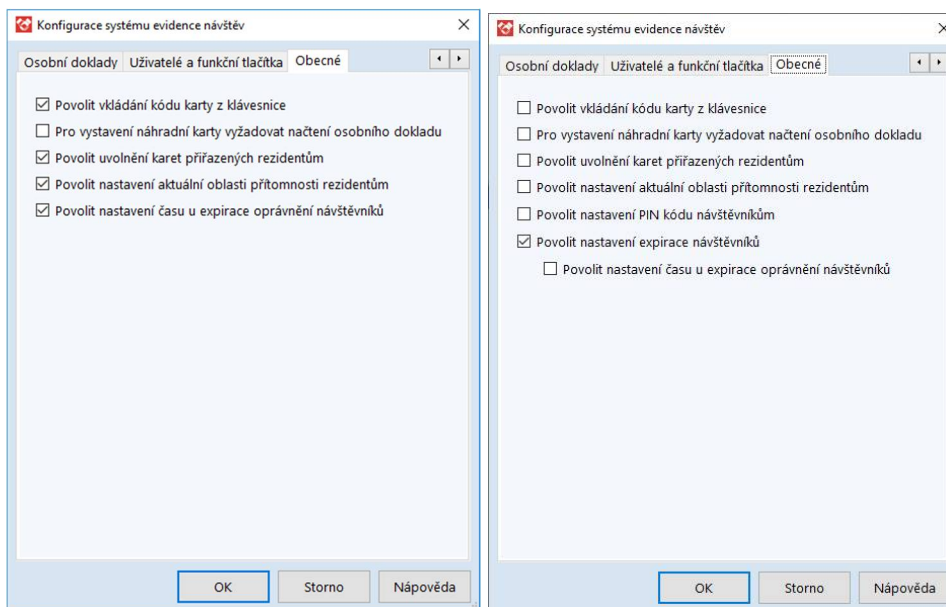 Konfigurace systému evidence návštěv
Osobní doklady Uživatelé a funkční tlačítka Obecné
Povolit vkládání kódu karty z klávesnice
Pro vystavení náhradní karty vyžadovat načtení osobního dokladu
Povolit uvolnění karet přiřazených rezidentům
Povolit nastavení aktuální oblasti přítomnosti rezidentům
Povolit nastavení času u expirace oprávnění návštěvníků
OK Storno Nápověda
Konfigurace systému evidence návštěv
Osobní doklady Uživatelé a funkční tlačítka Obecné
Povolit vkládání kódu karty z klávesnice
Pro vystavení náhradní karty vyžadovat načtení osobního dokladu
Povolit uvolnění karet přiřazených rezidentům
Povolit nastavení aktuální oblasti přítomnosti rezidentům
Povolit nastavení PIN kódu návštěvníkům
Povolit nastavení expirace návštěvníků
Povolit nastavení času u expirace oprávnění návštěvníků
OK Storno Nápověda